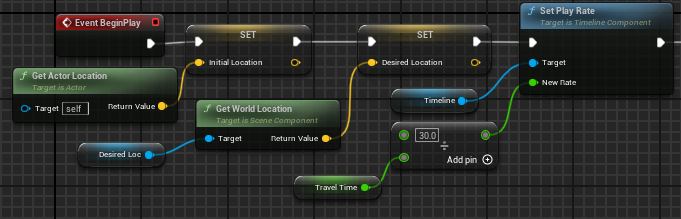 Event BeginPlay
SET
Initial Location
SET
Desired Location
f Set Play Rate
Target is Timeline Component
Target
New Rate
f Get Actor Location
Target is Actor
Target self Return Value
f Get World Location
Target is Scene Component
Target Return Value
Desired Loc
Timeline
30.0
÷
Add pin
Travel Time